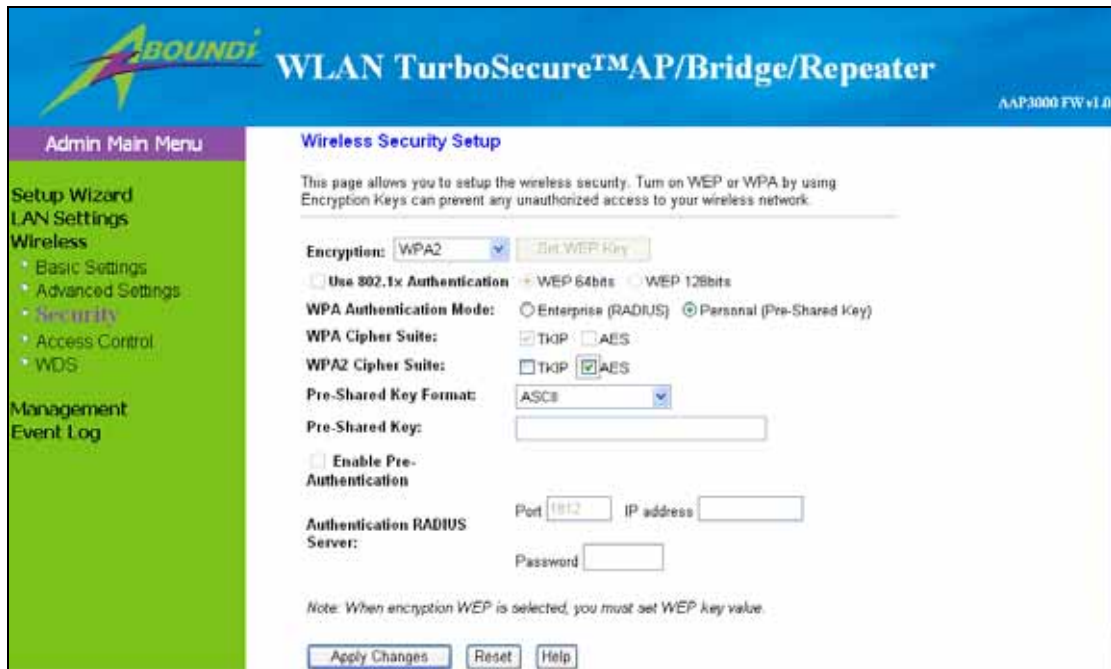 ABOUNDi
WLAN TurboSecure™AP/Bridge/Repeater
AAP3000 FW v1.0
Admin Main Menu
Setup Wizard
LAN Settings
Wireless
Basic Settings
Advanced Settings
Security
Access Control
WDS
Management
Event Log
Wireless Security Setup
This page allows you to setup the wireless security. Turn on WEP or WPA by using
Encryption Keys can prevent any unauthorized access to your wireless network.
Encryption: WPA2 Set WEP Key
Use 802.1x Authentication WEP 64bits WEP 128bits
WPA Authentication Mode: Enterprise (RADIUS) Personal (Pre-Shared Key)
WPA Cipher Suite: TKIP AES
WPA2 Cipher Suite: TKIP AES
Pre-Shared Key Format: ASCII
Pre-Shared Key:
Enable Pre-
Authentication
Authentication RADIUS
Server:
Port 1812 IP address
Password
Note: When encryption WEP is selected, you must set WEP key value.
Apply Changes Reset Help